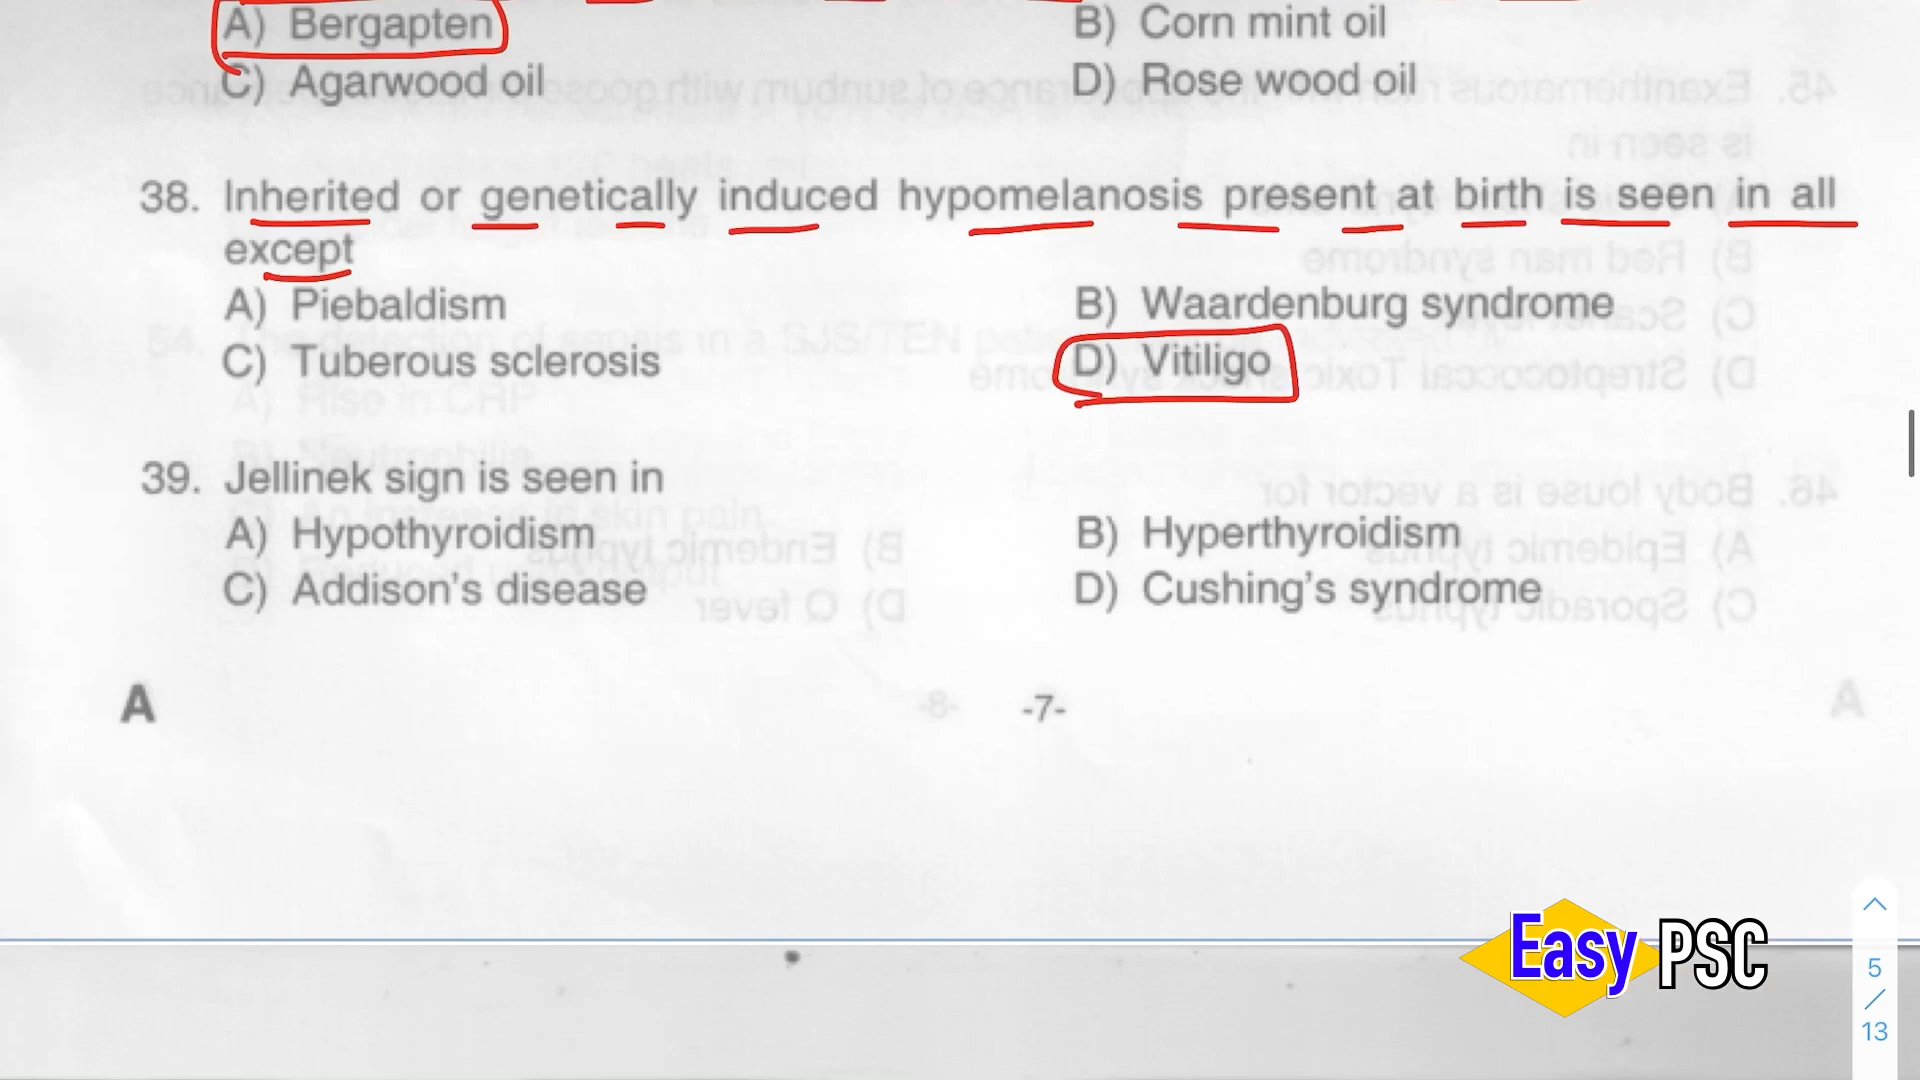 A) Bergapten B) Corn mint oil
C) Agarwood oil D) Rose wood oil
38. Inherited or genetically induced hypomelanosis present at birth is seen in all
except
A) Piebaldism B) Waardenburg syndrome
C) Tuberous sclerosis D) Vitiligo
39. Jellinek sign is seen in
A) Hypothyroidism B) Hyperthyroidism
C) Addison's disease D) Cushing's syndrome
A -7-
Easy PSC
5
/
13